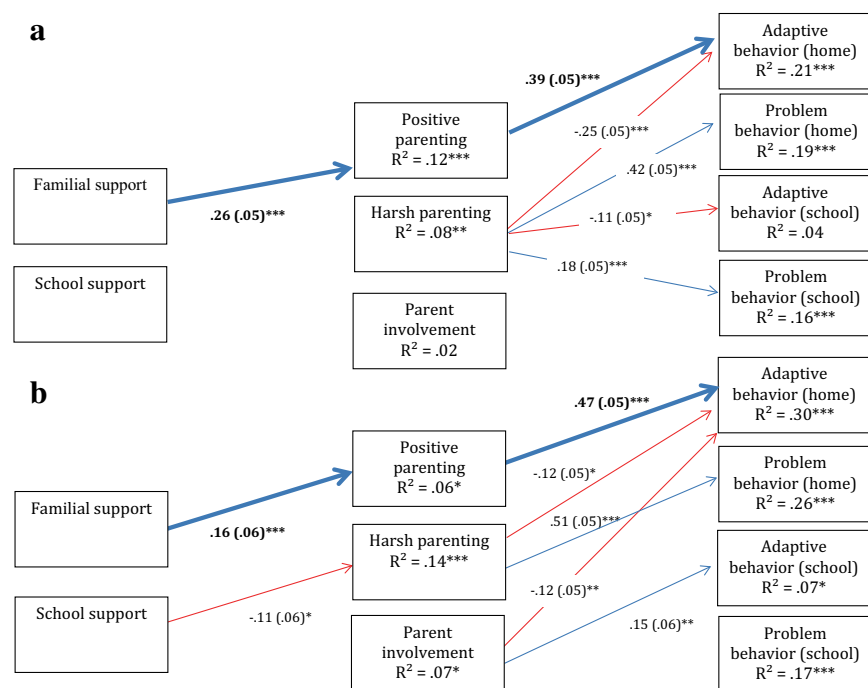 a
Familial support
School support
.26 (.05)***
Positive
parenting
R² = .12***
Harsh parenting
R² = .08**
Parent
involvement
R² = .02
.39 (.05)***
-.25 (.05)***
.42 (.05)***
-.11 (.05)*
.18 (.05)***
Adaptive
behavior (home)
R² = .21***
Problem
behavior (home)
R² = .19***
Adaptive
behavior (school)
R² = .04
Problem
behavior (school)
R² = .16***
b
Familial support
School support
.16 (.06)***
-.11 (.06)*
Positive
parenting
R² = .06*
Harsh parenting
R² = .14***
Parent
involvement
R² = .07*
.47 (.05)***
-.12 (.05)*
.51 (.05)***
-.12 (.05)**
.15 (.06)**
Adaptive
behavior (home)
R² = .30***
Problem
behavior (home)
R² = .26***
Adaptive
behavior (school)
R² = .07*
Problem
behavior (school)
R² = .17***